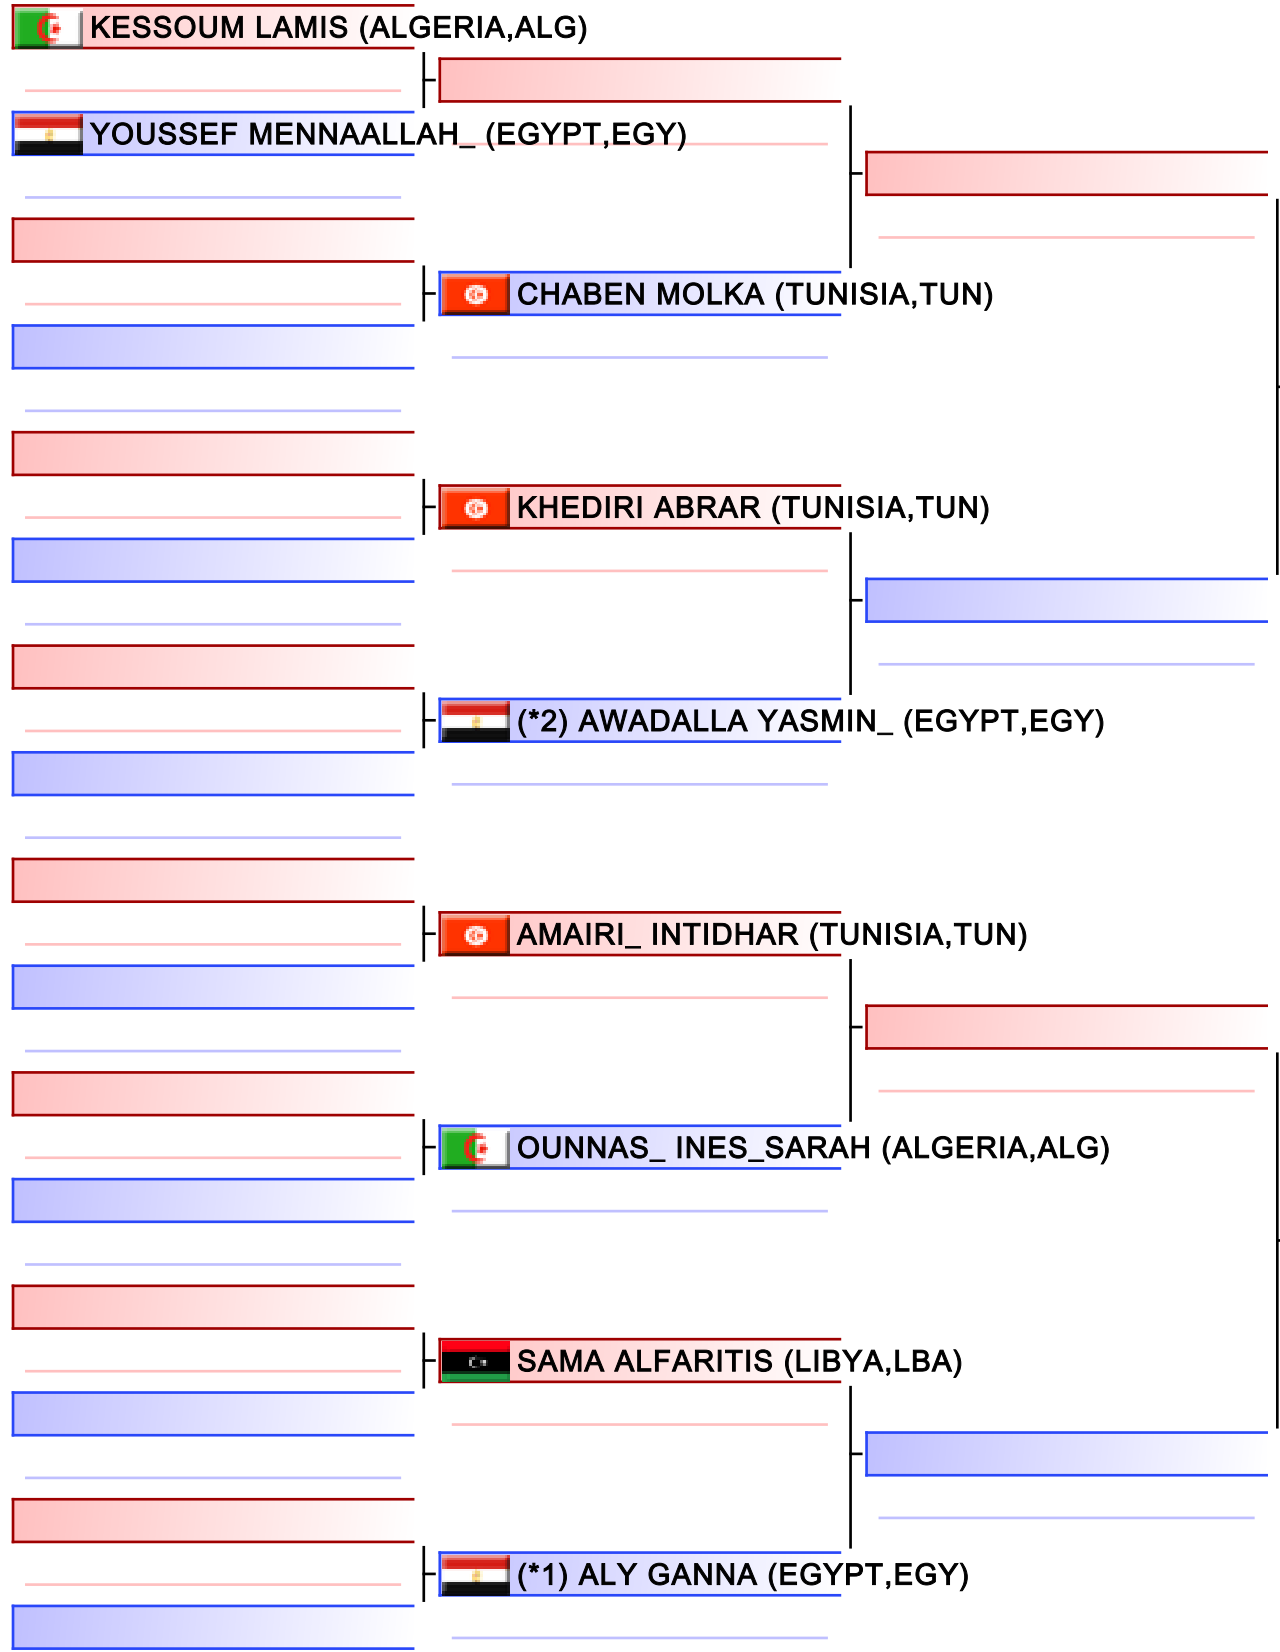 KESSOUM LAMIS (ALGERIA,ALG)
YOUSSEF MENNAALLAH_ (EGYPT,EGY)
CHABEN MOLKA (TUNISIA,TUN)
KHEDIRI ABRAR (TUNISIA,TUN)
(*2) AWADALLA YASMIN_ (EGYPT,EGY)
AMAIRI_ INTIDHAR (TUNISIA,TUN)
OUNNAS_ INES_SARAH (ALGERIA,ALG)
SAMA ALFARITIS (LIBYA,LBA)
(*1) ALY GANNA (EGYPT,EGY)